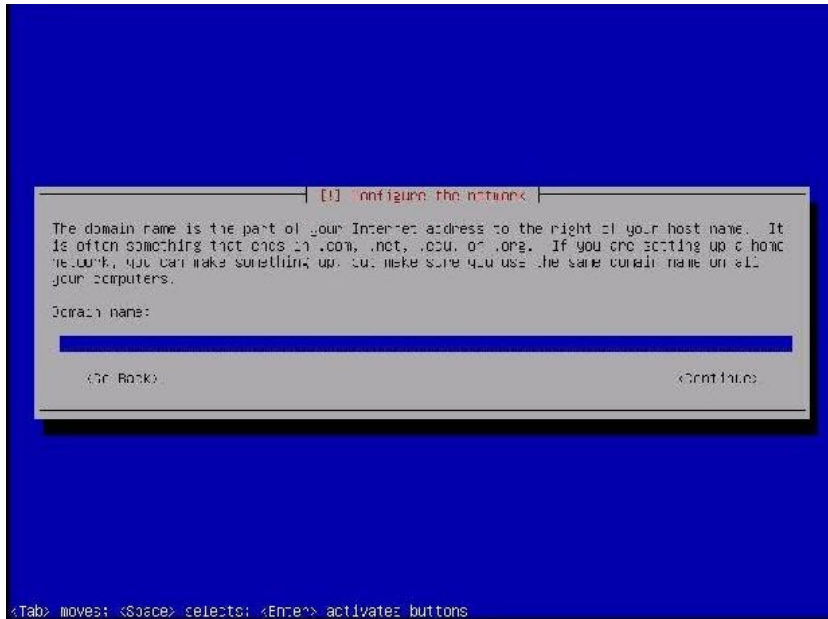 [!] Configure the network
The domain name is the part of your Internet address to the right of your host name.  It
is often something that ends in .com, .net, .edu, or .org.  If you are setting up a home
network, you can make something up, but make sure you use the same domain name on all
your computers.
Domain name:
<Go Back> <Continue>
<Tab> moves; <Space> selects; <Enter> activates buttons